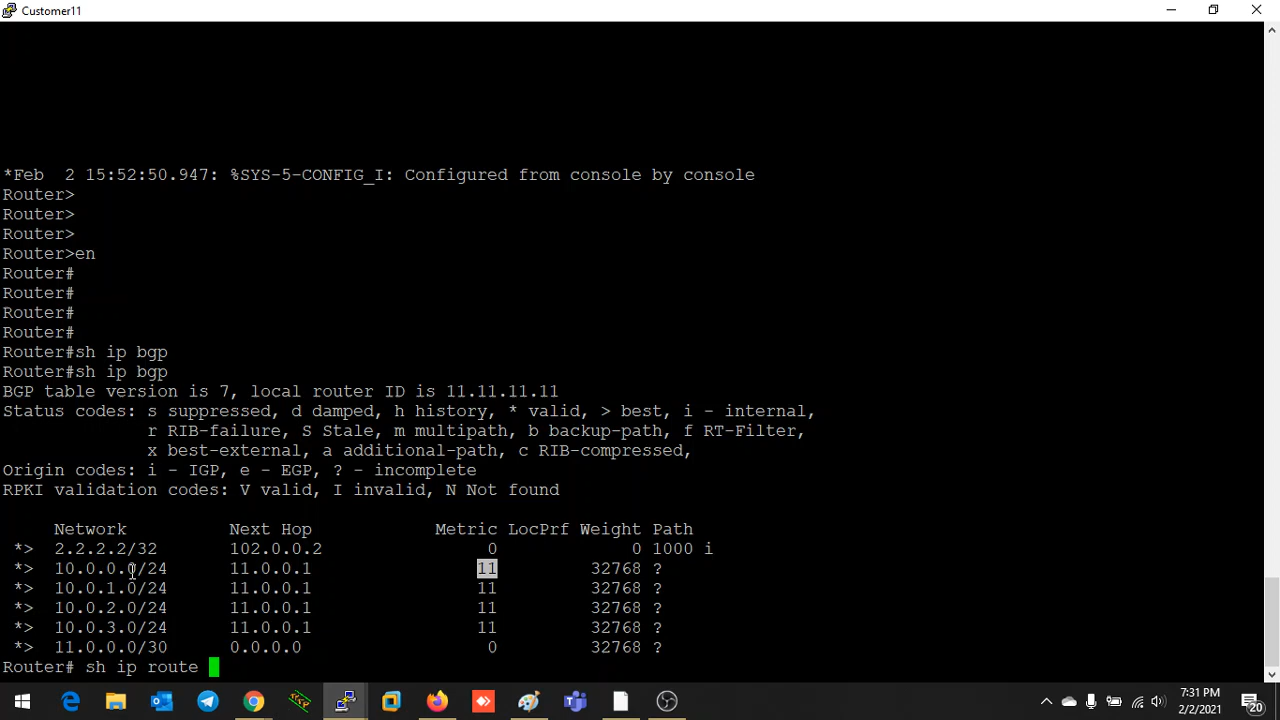 Customer11
*Feb  2 15:52:50.947: %SYS-5-CONFIG_I: Configured from console by console
Router>
Router>
Router>
Router>en
Router#
Router#
Router#
Router#
Router#sh ip bgp
Router#sh ip bgp
BGP table version is 7, local router ID is 11.11.11.11
Status codes: s suppressed, d damped, h history, * valid, > best, i - internal,
              r RIB-failure, S Stale, m multipath, b backup-path, f RT-Filter,
              x best-external, a additional-path, c RIB-compressed,
Origin codes: i - IGP, e - EGP, ? - incomplete
RPKI validation codes: V valid, I invalid, N Not found
     Network          Next Hop            Metric LocPrf Weight Path
 *>  2.2.2.2/32       102.0.0.2                0             0 1000 i
 *>  10.0.0.0/24      11.0.0.1                11         32768 ?
 *>  10.0.1.0/24      11.0.0.1                11         32768 ?
 *>  10.0.2.0/24      11.0.0.1                11         32768 ?
 *>  10.0.3.0/24      11.0.0.1                11         32768 ?
 *>  11.0.0.0/30      0.0.0.0                  0         32768 ?
Router# sh ip route
7:31 PM
2/2/2021
20